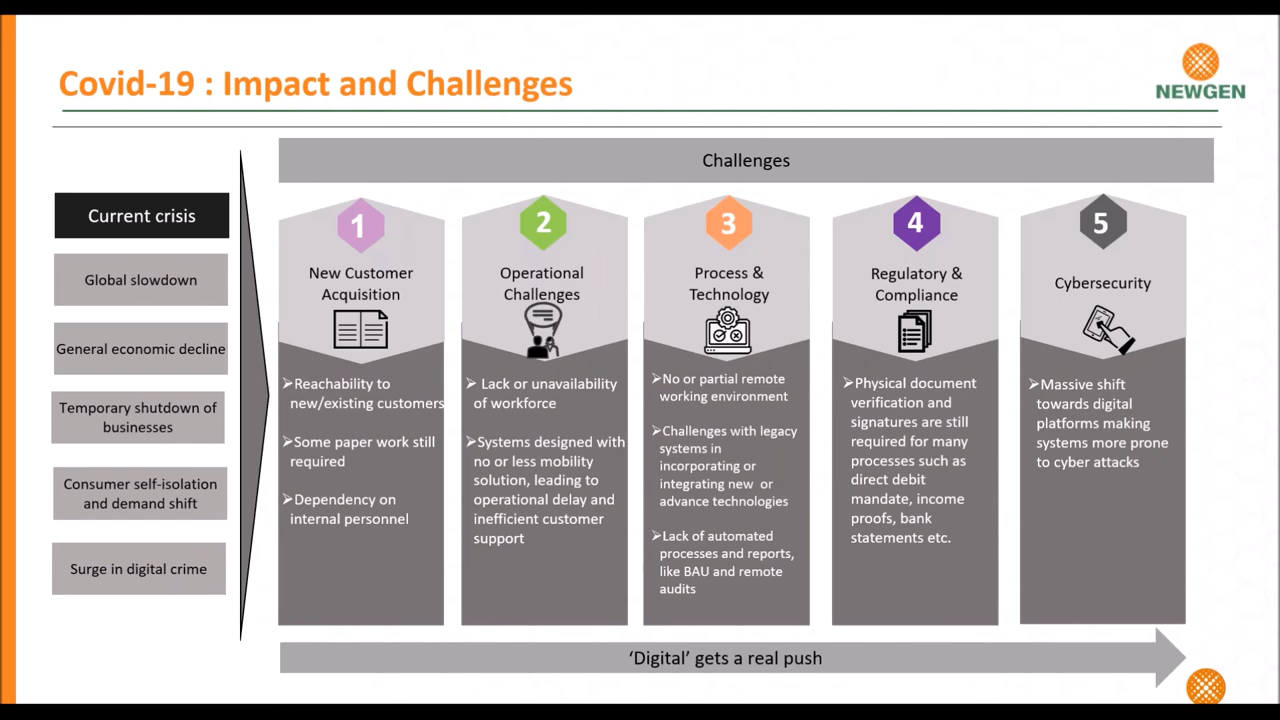 Covid-19 : Impact and Challenges
NEWGEN
Challenges
Current crisis
Global slowdown
General economic decline
Temporary shutdown of
businesses
Consumer self-isolation
and demand shift
Surge in digital crime
1
New Customer
Acquisition
➢Reachability to
new/existing customers
➢Some paper work still
required
➢Dependency on
internal personnel
2
Operational
Challenges
➢ Lack or unavailability
of workforce
➢Systems designed with
no or less mobility
solution, leading to
operational delay and
inefficient customer
support
3
Process &
Technology
➢No or partial remote
working environment
➢Challenges with legacy
systems in
incorporating or
integrating new or
advance technologies
➢Lack of automated
processes and reports,
like BAU and remote
audits
4
Regulatory &
Compliance
➢Physical document
verification and
signatures are still
required for many
processes such as
direct debit
mandate, income
proofs, bank
statements etc.
5
Cybersecurity
➢Massive shift
towards digital
platforms making
systems more prone
to cyber attacks
‘Digital’ gets a real push